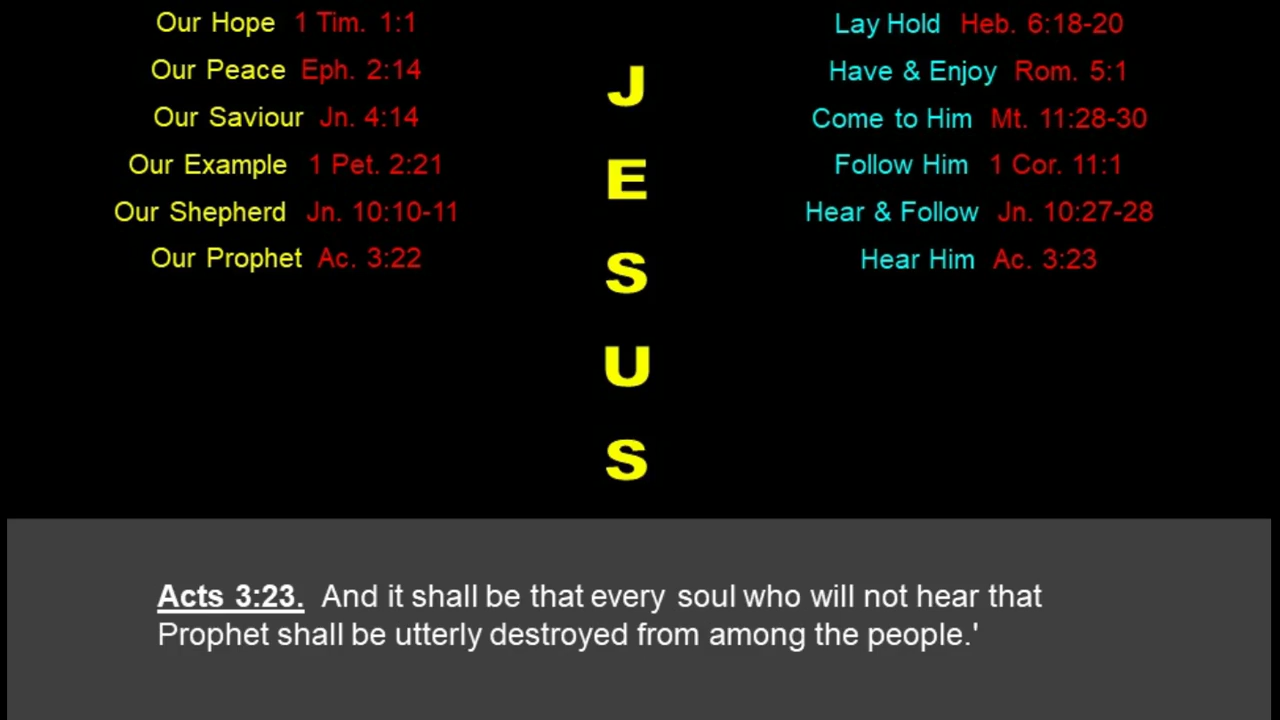 Our Hope 1 Tim. 1:1
Our Peace Eph. 2:14
Our Saviour Jn. 4:14
Our Example 1 Pet. 2:21
Our Shepherd Jn. 10:10-11
Our Prophet Ac. 3:22
J
E
S
U
S
Lay Hold Heb. 6:18-20
Have & Enjoy Rom. 5:1
Come to Him Mt. 11:28-30
Follow Him 1 Cor. 11:1
Hear & Follow Jn. 10:27-28
Hear Him Ac. 3:23
Acts 3:23. And it shall be that every soul who will not hear that
Prophet shall be utterly destroyed from among the people.'